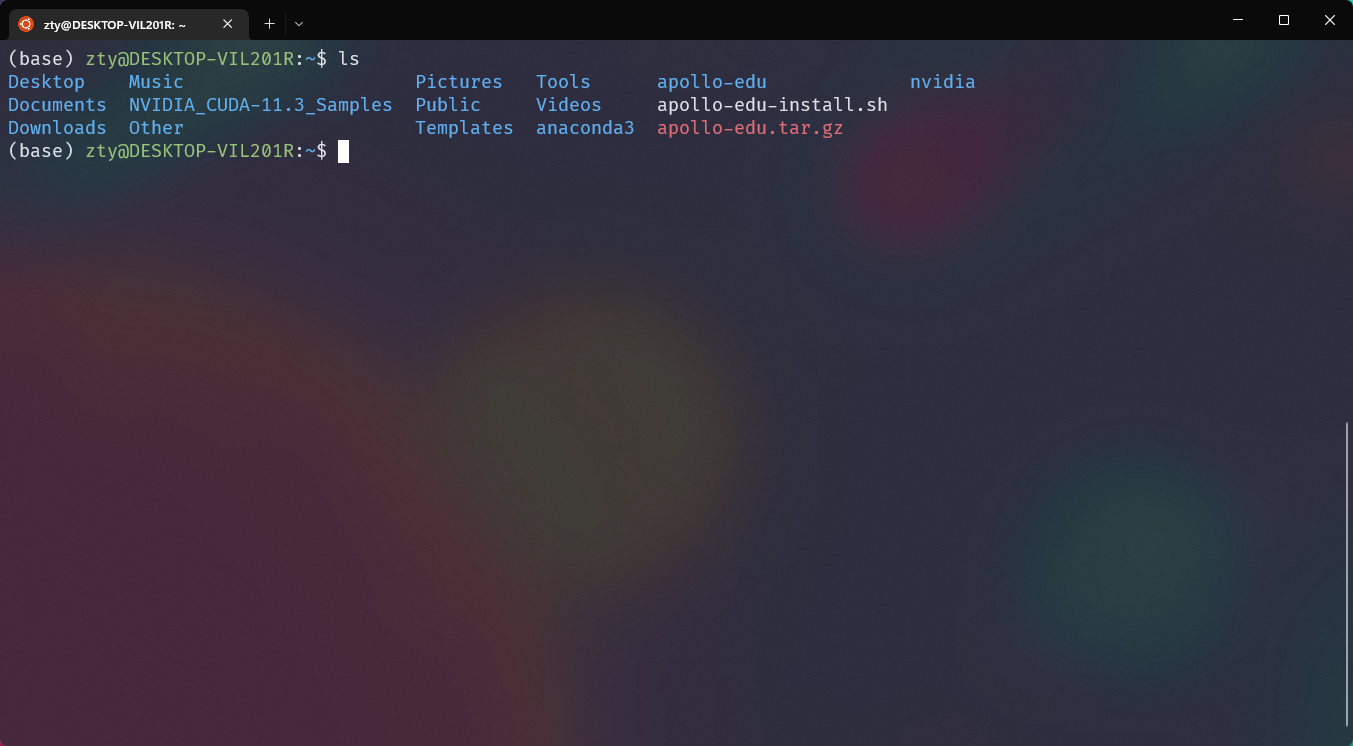 zty@DESKTOP-VIL201R: ~
(base) zty@DESKTOP-VIL201R:~$ ls
Desktop Music Pictures Tools apollo-edu nvidia
Documents NVIDIA_CUDA-11.3_Samples Public Videos apollo-edu-install.sh
Downloads Other Templates anaconda3 apollo-edu.tar.gz
(base) zty@DESKTOP-VIL201R:~$